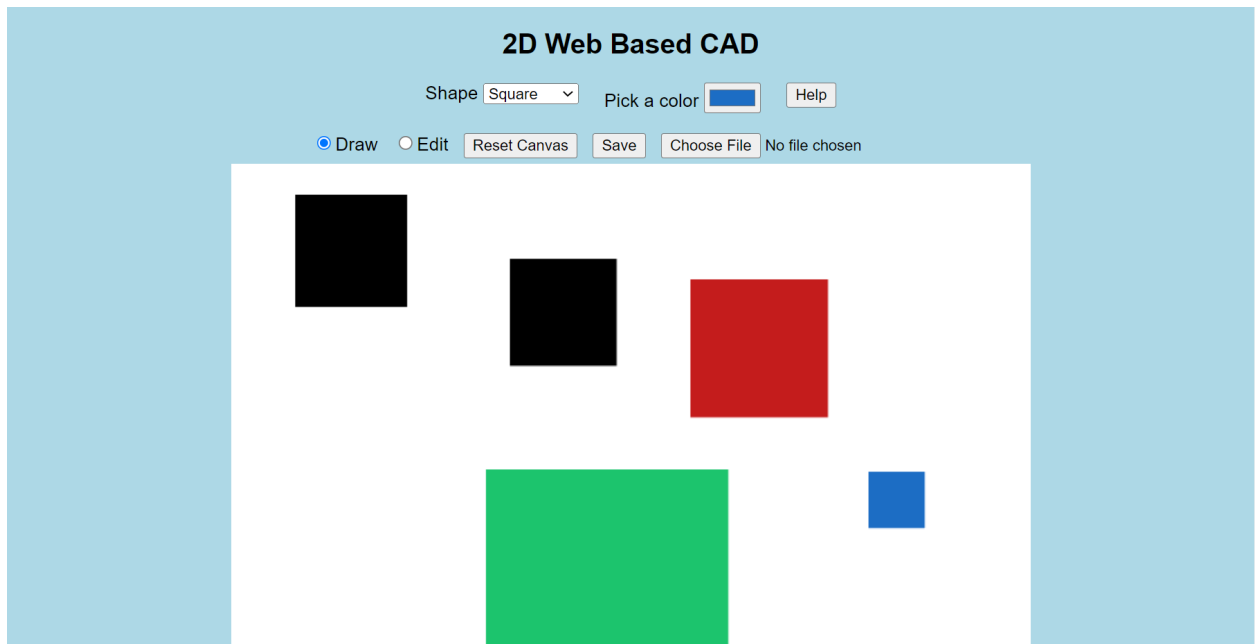 2D Web Based CAD
Shape Square Pick a color Help
Draw Edit Reset Canvas Save Choose File No file chosen